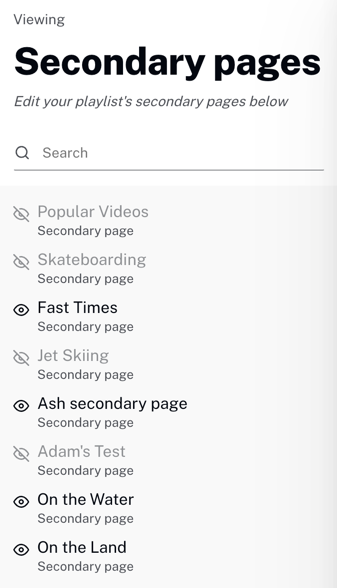 Viewing
Secondary pages
Edit your playlist's secondary pages below
Search
Popular Videos
Secondary page
Skateboarding
Secondary page
Fast Times
Secondary page
Jet Skiing
Secondary page
Ash secondary page
Secondary page
Adam's Test
Secondary page
On the Water
Secondary page
On the Land
Secondary page